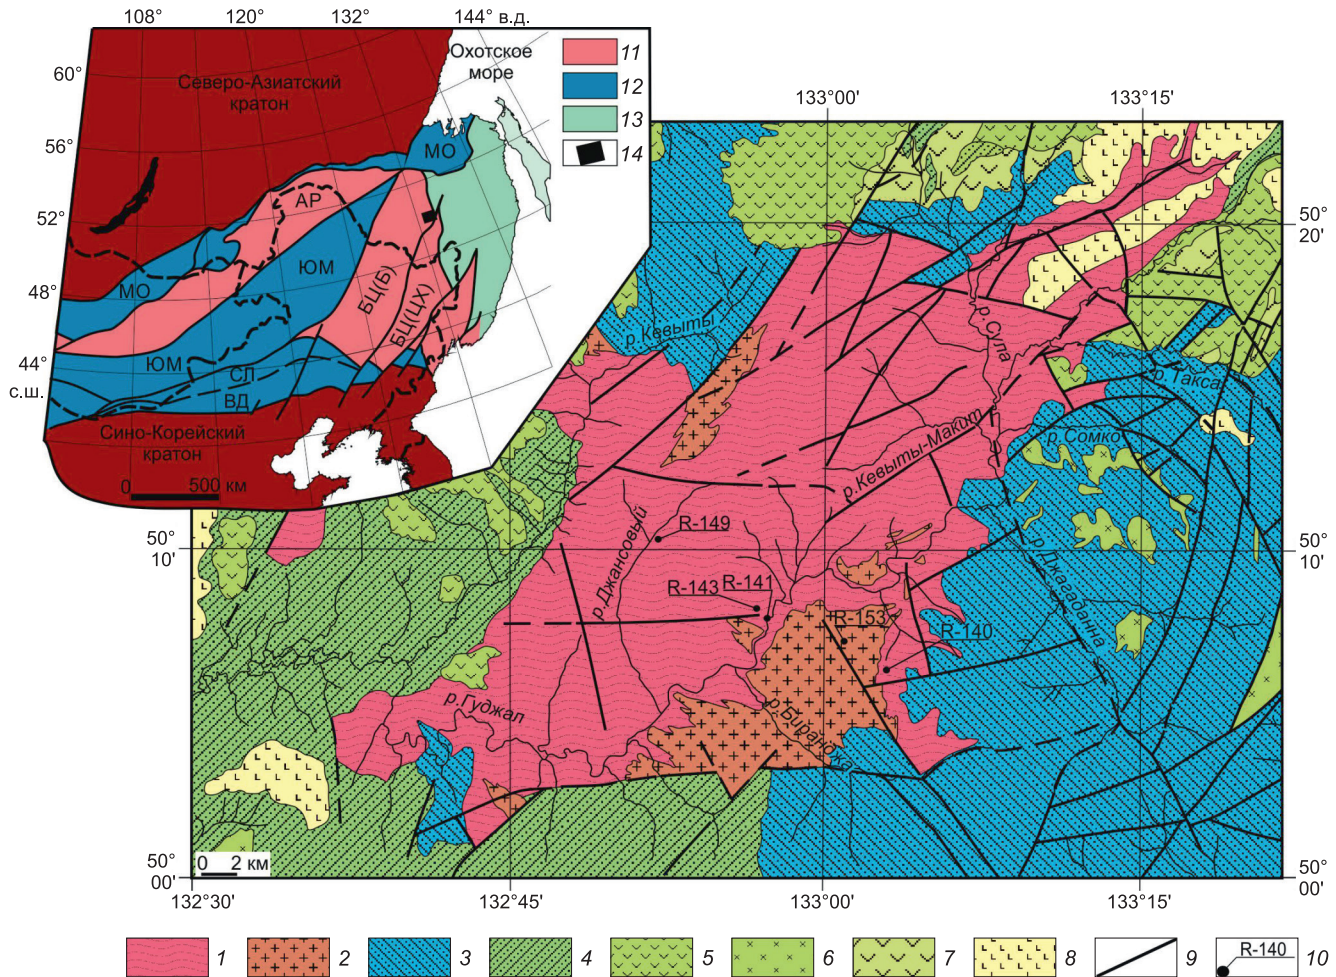 108° 120° 132° 144° в.д.
60°
56°
52°
48°
44°
с.ш.
Охотское
море
Северо-Азиатский
кратон
11
12
13
14
МО
АР
ЮМ
МО
БЦ(Б)
БЦ(ЦХ)
ЮМ
СЛ
ВД
Сино-Корейский
кратон
0 500 км
133°00' 133°15'
50°
20'
р.Кевыты
р.Сула
р.Такса
р.Сомко
р.Кевыты-Макит
50°
10'
50°
10'
R-149
р.Джансовый
R-143 R-141
R-153
R-140
р.Гуджал
50°
00'
50°
00'
0 2 км
132°30' 132°45' 133°00' 133°15'
1 2 3 4 5 6 7 8 9 R-140 10